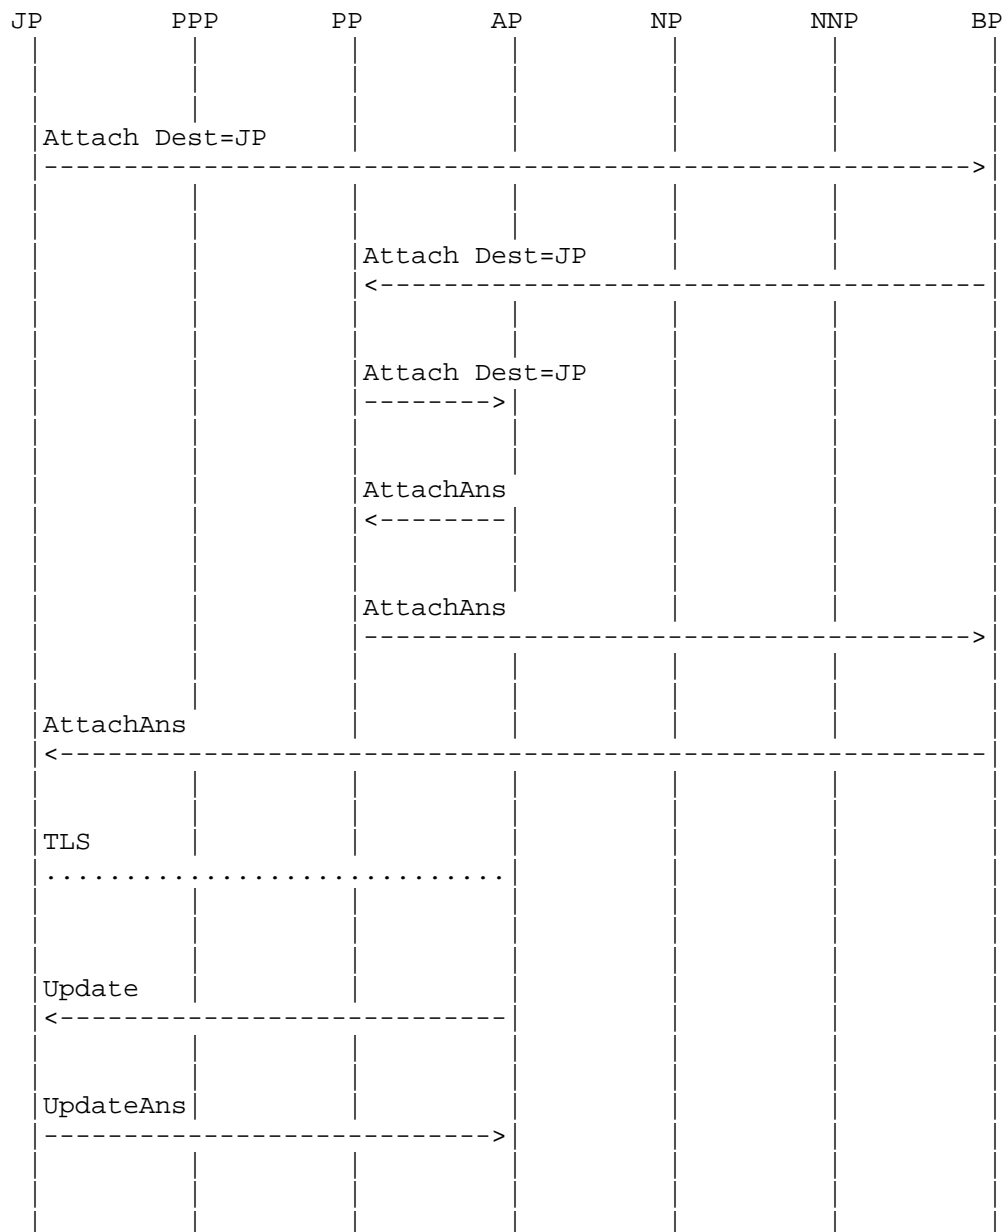 JP PPP PP AP NP NNP BP
Attach Dest=JP
Attach Dest=JP
Attach Dest=JP
AttachAns
AttachAns
AttachAns
TLS
Update
UpdateAns